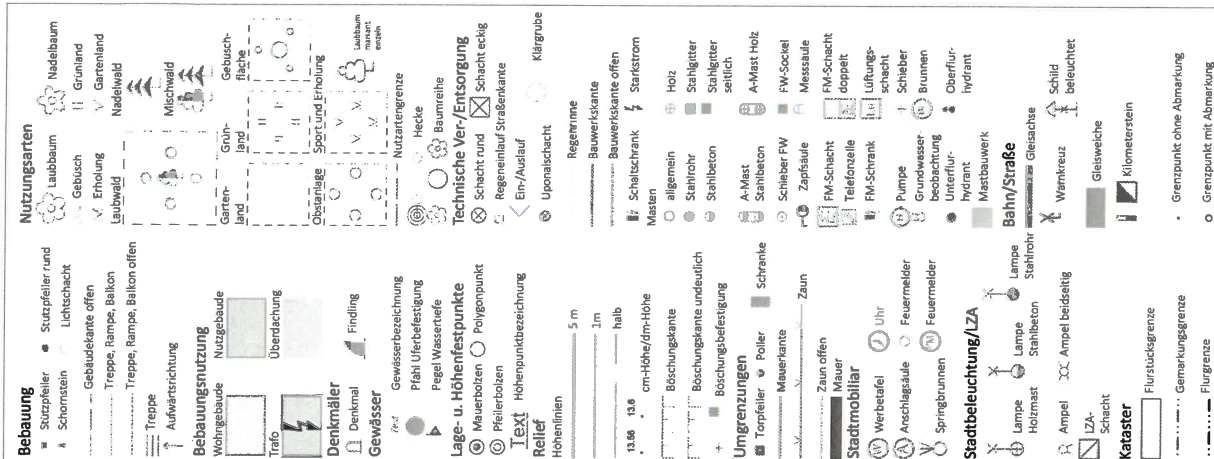 Bebauung
Stützpfeiler Stützpfeiler rund
Schornstein Lichtschacht
Gebäudekante offen
Treppe, Rampe, Balkon
Treppe, Rampe, Balkon offen
Treppe
Aufwärtsrichtung
Bebauungsnutzung
Wohngebäude Nutzgebäude
Trafo Überdachung
Denkmäler
Denkmal Findling
Gewässer
Text Gewässerbezeichnung
Pfahl Uferbefestigung
Pegel Wassertiefe
Lage- u. Höhenfestpunkte
Mauerbolzen Polygonpunkt
Pfeilerbolzen
Text Höhenpunktbezeichnung
Relief
Höhenlinien
5 m
1m
halb
13.56 13.6 cm-Höhe/dm-Höhe
Böschungskante
Böschungskante undeutlich
Böschungsbefestigung
Umgrenzungen
Torpfeiler Poller Schranke
Mauerkante
Zaun
Zaun offen
Mauer
Stadtmobiliar
W Werbetafel Uhr
A Anschlagsäule Feuermelder
Springbrunnen FM Feuermelder
Stadtbeleuchtung/LZA
Lampe Holzmast
Lampe Stahlbeton
Lampe Stahlrohr
Ampel Ampel beidseitig
LZA-Schacht
Kataster
Flurstücksgrenze
Gemarkungsgrenze
Flurgrenze
Nutzungsarten
Laubbaum Nadelbaum
Gebüsch Grünland
Erholung Gartenland
Laubwald Nadelwald
Mischwald
Gartenland Grünland Gebüschfläche
Obstanlage Sport und Erholung
Laubbaum markant einzeln
Nutzartengrenze
Hecke
Baumreihe
Technische Ver-/Entsorgung
Schacht rund Schacht eckig
Regeneinlauf Straßenkante
Ein-/Auslauf Klärgrube
Uponalschacht
Regenrinne
Bauwerkskante
Bauwerkskante offen
Schaltschrank Starkstrom
Masten
allgemein Holz
Stahlrohr Stahlgitter
Stahlbeton Stahlgitter seitlich
A-Mast Stahlbeton A-Mast Holz
Schieber FW FW-Sockel
Zapfsäule Messsäule
FM-Schacht FM-Schacht doppelt
Telefonzelle
FM-Schrank Lüftungsschacht
Pumpe Schieber
Grundwasserbeobachtung Brunnen
Unterflurhydrant Oberflurhydrant
Mastbauwerk
Bahn/Straße
Gleisachse
Warnkreuz Schild beleuchtet
Gleisweiche
Kilometerstein
Grenzpunkt ohne Abmarkung
Grenzpunkt mit Abmarkung